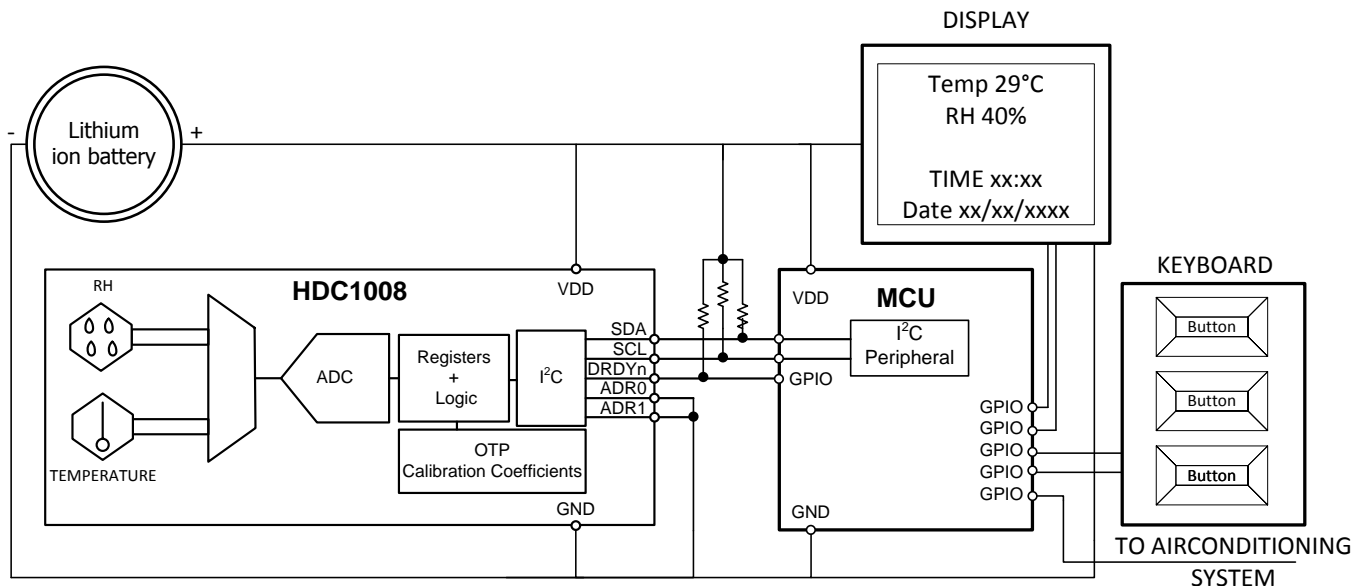 DISPLAY
Temp 29°C
RH 40%
TIME xx:xx
Date xx/xx/xxxx
-
Lithium
ion battery
+
KEYBOARD
Button
Button
Button
HDC1008
RH
TEMPERATURE
ADC
Registers
+
Logic
OTP
Calibration Coefficients
I²C
VDD
SDA
SCL
DRDYn
ADR0
ADR1
GND
MCU
VDD
I²C
Peripheral
GPIO
GPIO
GPIO
GPIO
GPIO
GPIO
GND
TO AIRCONDITIONING
SYSTEM